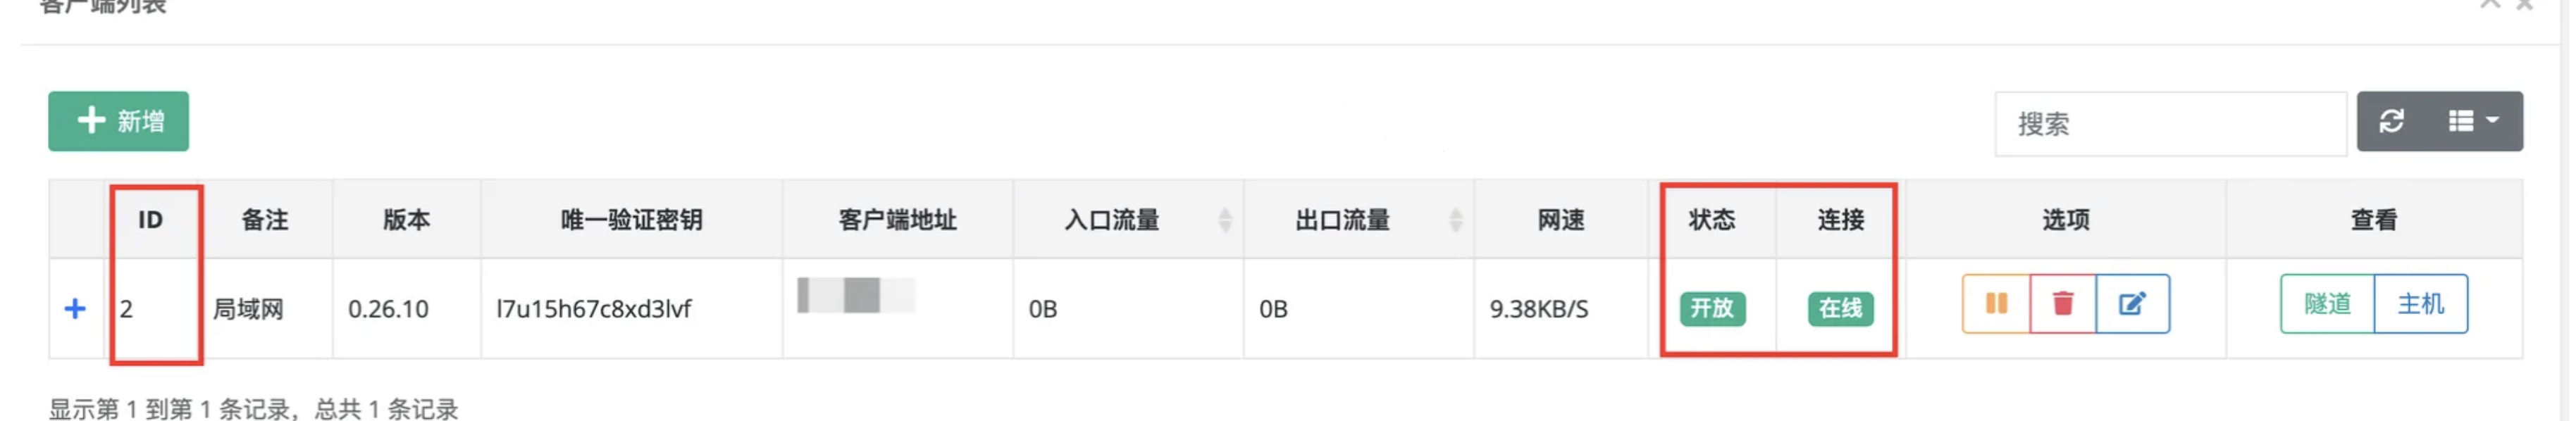 客户端列表
新增
搜索
ID 备注 版本 唯一验证密钥 客户端地址 入口流量 出口流量 网速 状态 连接 选项 查看
2 局域网 0.26.10 l7u15h67c8xd3lvf 0B 0B 9.38KB/S 开放 在线 隧道 主机
显示第 1 到第 1 条记录，总共 1 条记录